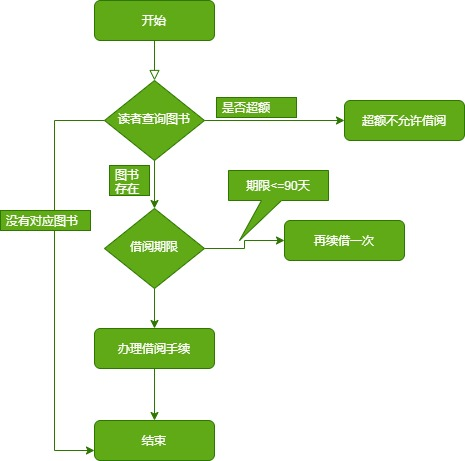 开始
读者查询图书
是否超额
超额不允许借阅
图书
存在
没有对应图书
期限<=90天
借阅期限
再续借一次
办理借阅手续
结束